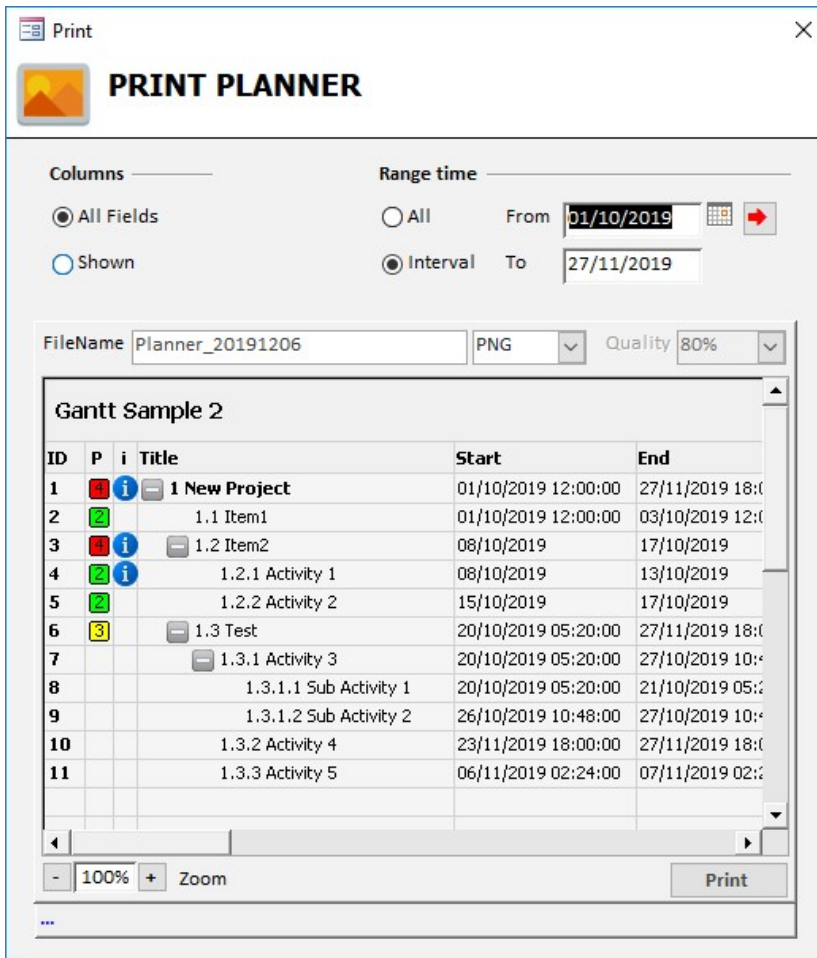 Print
PRINT PLANNER
Columns
Range time
All Fields
All From 01/10/2019
Shown
Interval To 27/11/2019
FileName Planner_20191206 PNG Quality 80%
Gantt Sample 2
ID P i Title Start End
1 4 i 1 New Project 01/10/2019 12:00:00 27/11/2019 18:
2 2 1.1 Item1 01/10/2019 12:00:00 03/10/2019 12:
3 4 i 1.2 Item2 08/10/2019 17/10/2019
4 2 i 1.2.1 Activity 1 08/10/2019 13/10/2019
5 2 1.2.2 Activity 2 15/10/2019 17/10/2019
6 3 1.3 Test 20/10/2019 05:20:00 27/11/2019 18:
7 1.3.1 Activity 3 20/10/2019 05:20:00 27/10/2019 10:
8 1.3.1.1 Sub Activity 1 20/10/2019 05:20:00 21/10/2019 05:2
9 1.3.1.2 Sub Activity 2 26/10/2019 10:48:00 27/10/2019 10:
10 1.3.2 Activity 4 23/11/2019 18:00:00 27/11/2019 18:
11 1.3.3 Activity 5 06/11/2019 02:24:00 07/11/2019 02:2
- 100% + Zoom Print
...